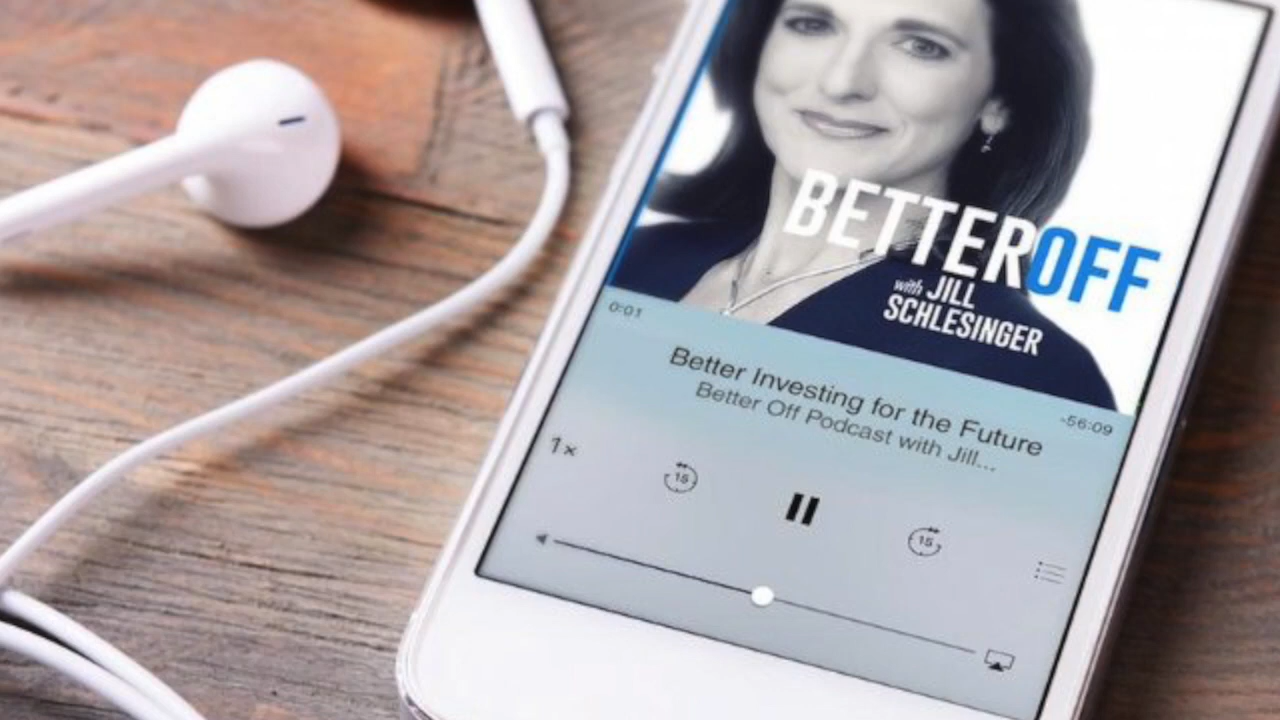 BETTEROFF
with JILL
SCHLESINGER
0:01
-56:09
Better Investing for the Future
Better Off Podcast with Jill...
1×
15
15